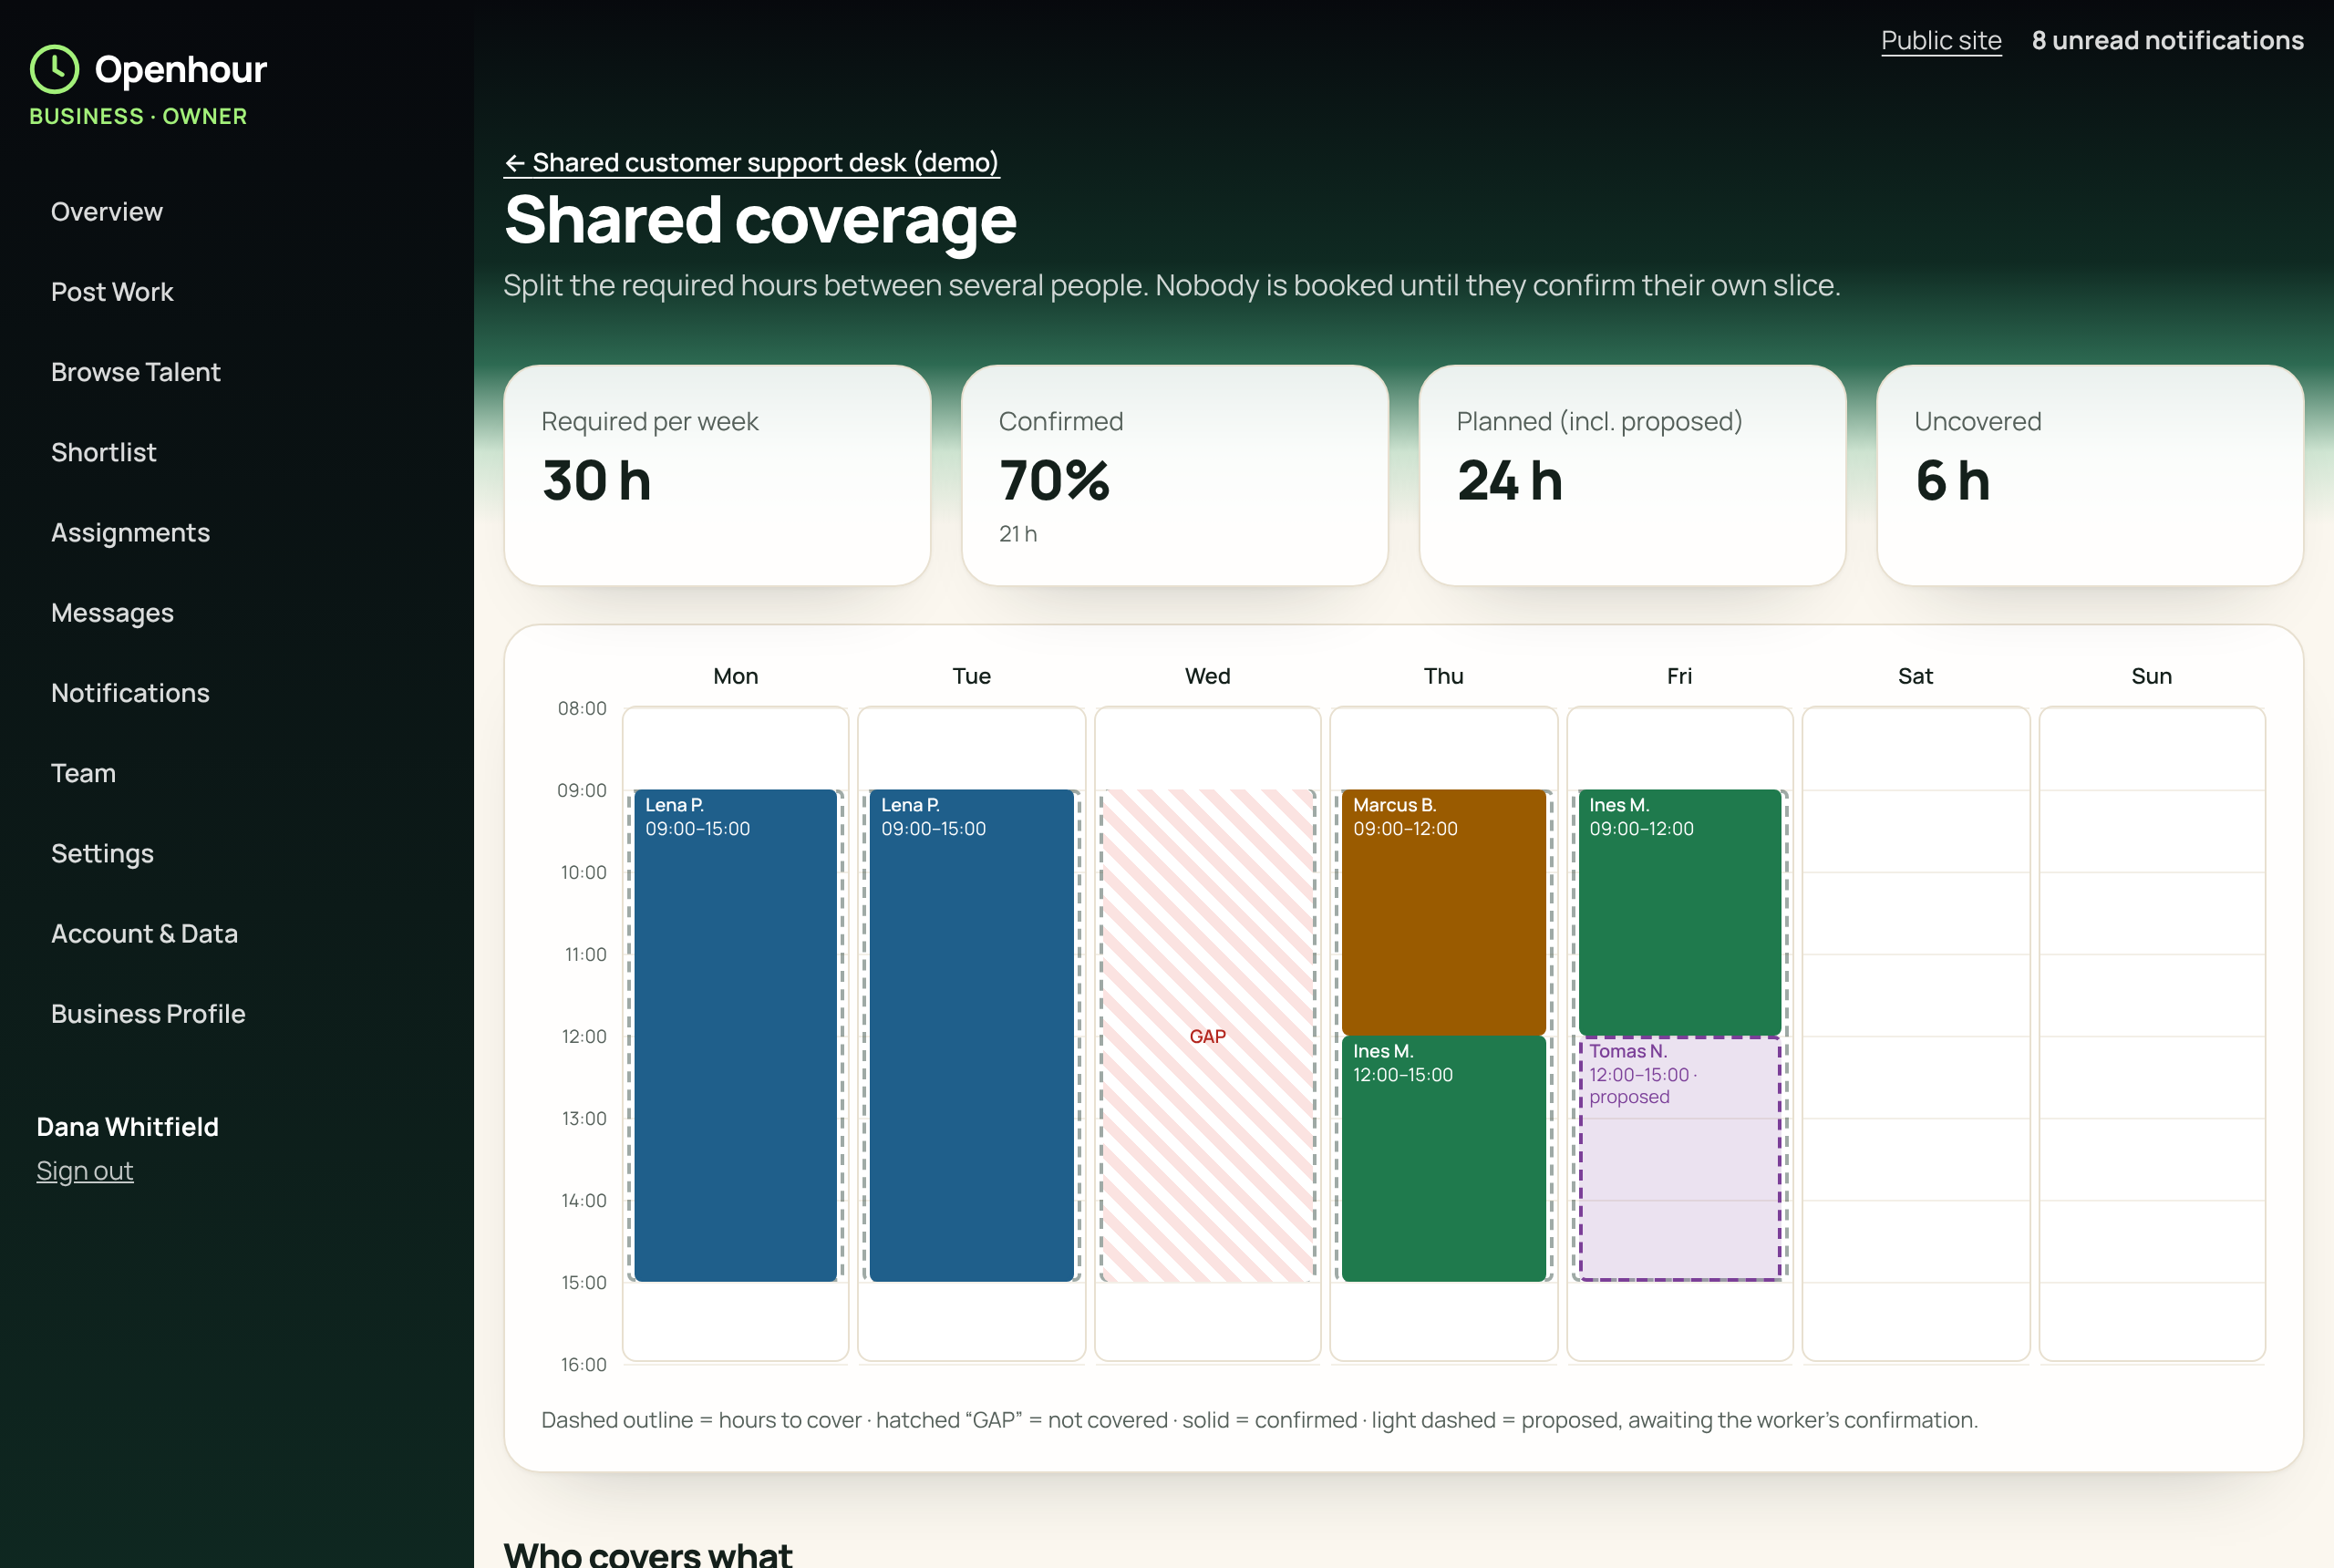 Openhour
BUSINESS · OWNER
Overview
Post Work
Browse Talent
Shortlist
Assignments
Messages
Notifications
Team
Settings
Account & Data
Business Profile
Dana Whitfield
Sign out
Public site
8 unread notifications
← Shared customer support desk (demo)
Shared coverage
Split the required hours between several people. Nobody is booked until they confirm their own slice.
Required per week
30 h
Confirmed
70%
21 h
Planned (incl. proposed)
24 h
Uncovered
6 h
Mon
Tue
Wed
Thu
Fri
Sat
Sun
08:00
09:00
10:00
11:00
12:00
13:00
14:00
15:00
16:00
Lena P.
09:00–15:00
Lena P.
09:00–15:00
GAP
Marcus B.
09:00–12:00
Ines M.
12:00–15:00
Ines M.
09:00–12:00
Tomas N.
12:00–15:00 ·
proposed
Dashed outline = hours to cover · hatched “GAP” = not covered · solid = confirmed · light dashed = proposed, awaiting the worker’s confirmation.
Who covers what